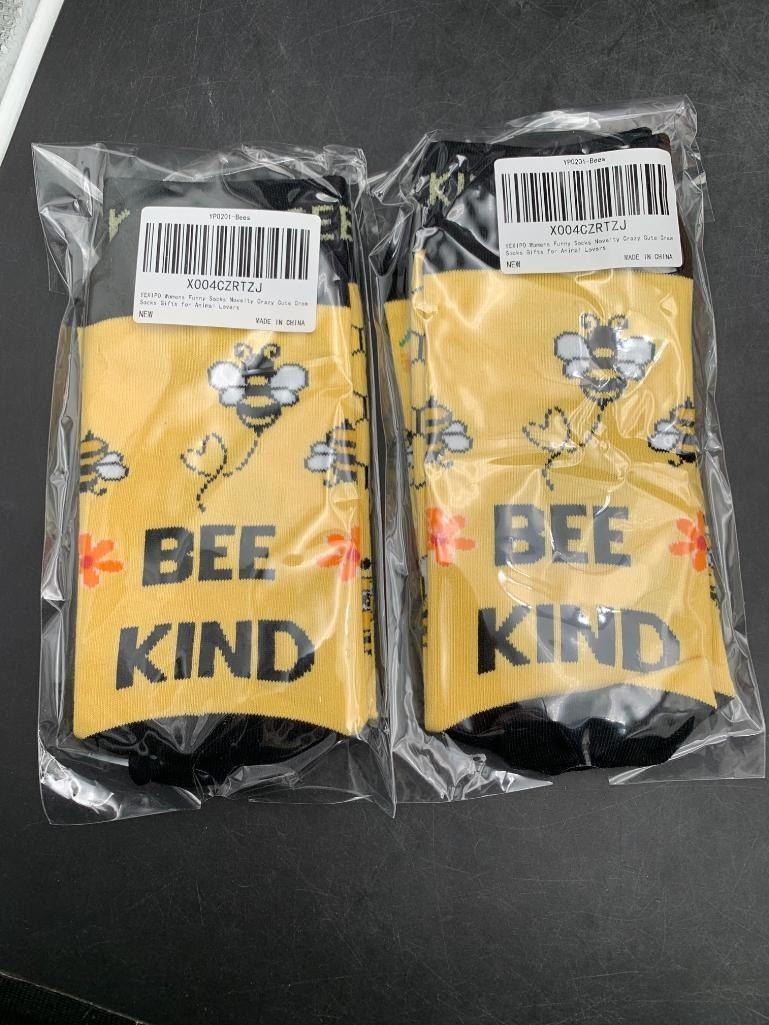 YP0201-Bees
X004CZRTZJ
YEXIPO Womens Funny Socks Novelty Crazy Cute Crew
Socks Gifts for Animal Lovers
NEW
MADE IN CHINA
BEE
KIND
YP0201-Bees
X004CZRTZJ
YEXIPO Womens Funny Socks Novelty Crazy Cute Crew
Socks Gifts for Animal Lovers
NEW
MADE IN CHINA
BEE
KIND